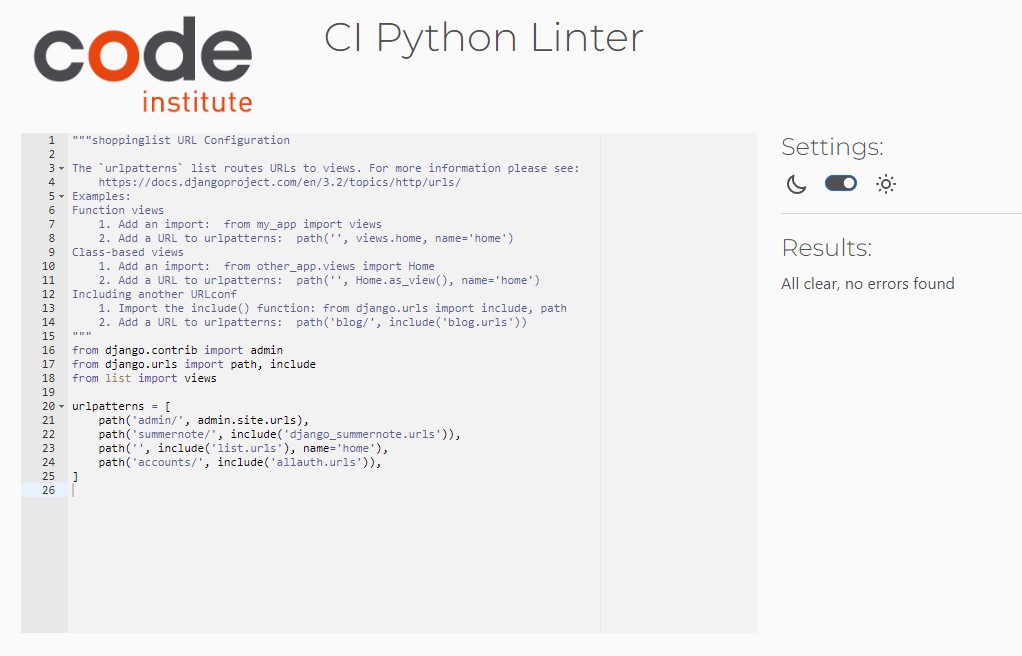 code
institute
CI Python Linter
1 """shoppinglist URL Configuration
2
3 The `urlpatterns` list routes URLs to views. For more information please see:
4     https://docs.djangoproject.com/en/3.2/topics/http/urls/
5 Examples:
6 Function views
7     1. Add an import:  from my_app import views
8     2. Add a URL to urlpatterns:  path('', views.home, name='home')
9 Class-based views
10     1. Add an import:  from other_app.views import Home
11     2. Add a URL to urlpatterns:  path('', Home.as_view(), name='home')
12 Including another URLconf
13     1. Import the include() function: from django.urls import include, path
14     2. Add a URL to urlpatterns:  path('blog/', include('blog.urls'))
15 """
16 from django.contrib import admin
17 from django.urls import path, include
18 from list import views
19
20 urlpatterns = [
21     path('admin/', admin.site.urls),
22     path('summernote/', include('django_summernote.urls')),
23     path('', include('list.urls'), name='home'),
24     path('accounts/', include('allauth.urls')),
25 ]
26
Settings:
Results:
All clear, no errors found